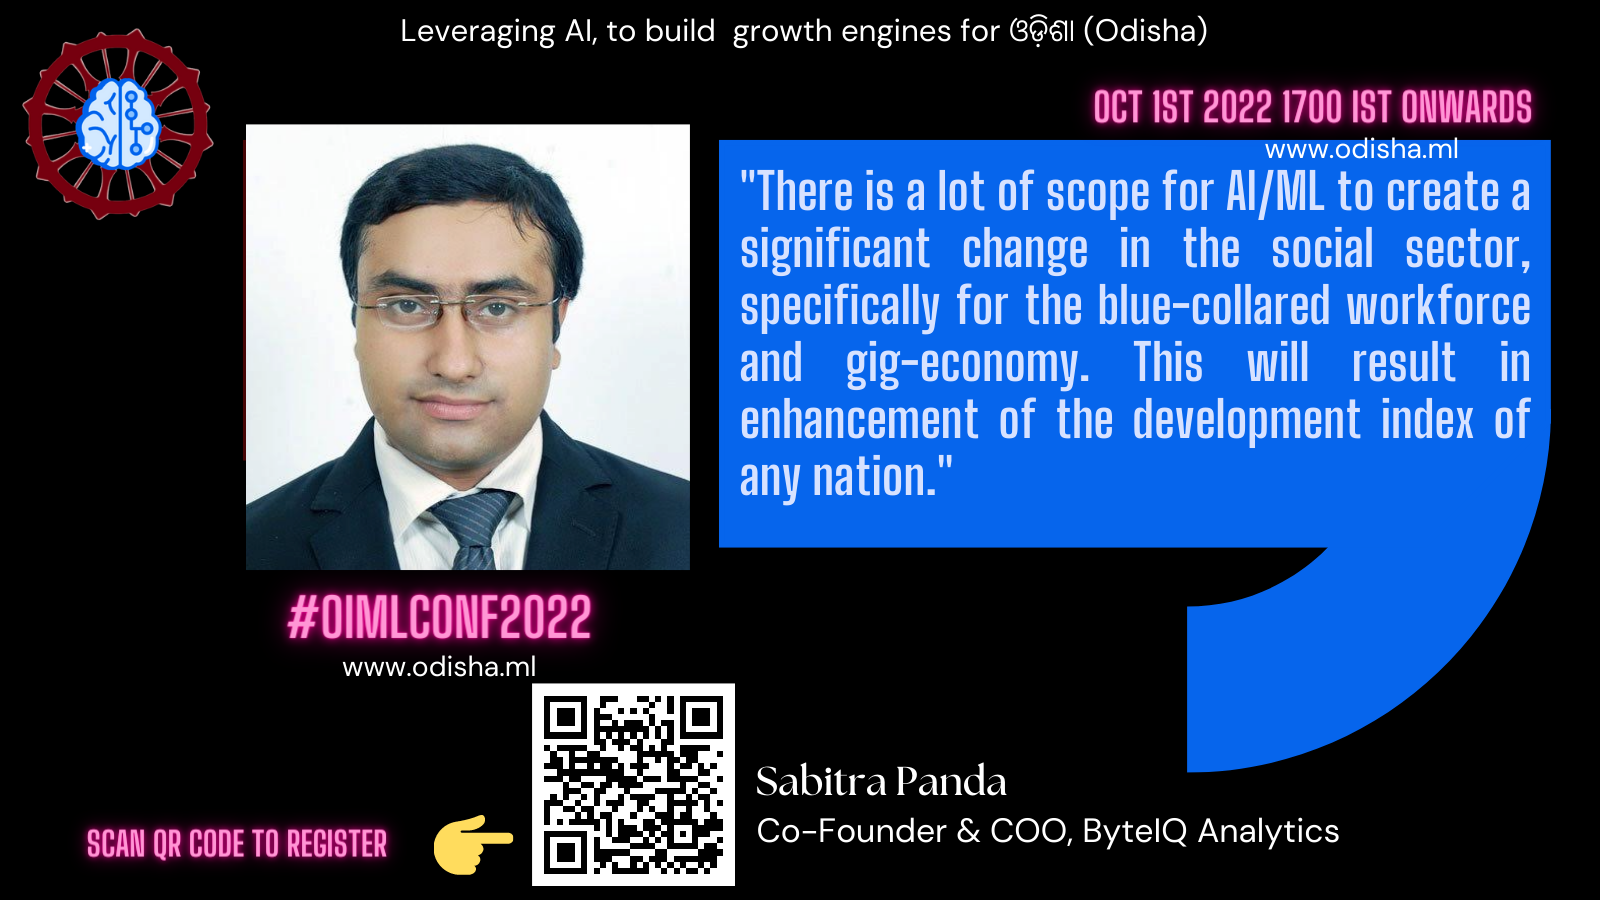 Leveraging AI, to build growth engines for ଓଡ଼ିଶା (Odisha)
OCT 1ST 2022 1700 IST ONWARDS
www.odisha.ml
"There is a lot of scope for AI/ML to create a
significant change in the social sector,
specifically for the blue-collared workforce
and gig-economy. This will result in
enhancement of the development index of
any nation."
#OIMLCONF2022
www.odisha.ml
Sabitra Panda
Co-Founder & COO, ByteIQ Analytics
SCAN QR CODE TO REGISTER